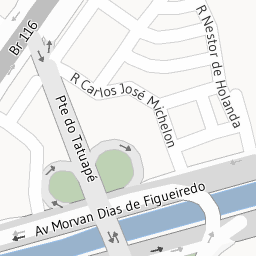 Br 116
R Nestor de Holanda
R Carlos José Michelon
Pte do Tatuapé
Av Morvan Dias de Figueiredo